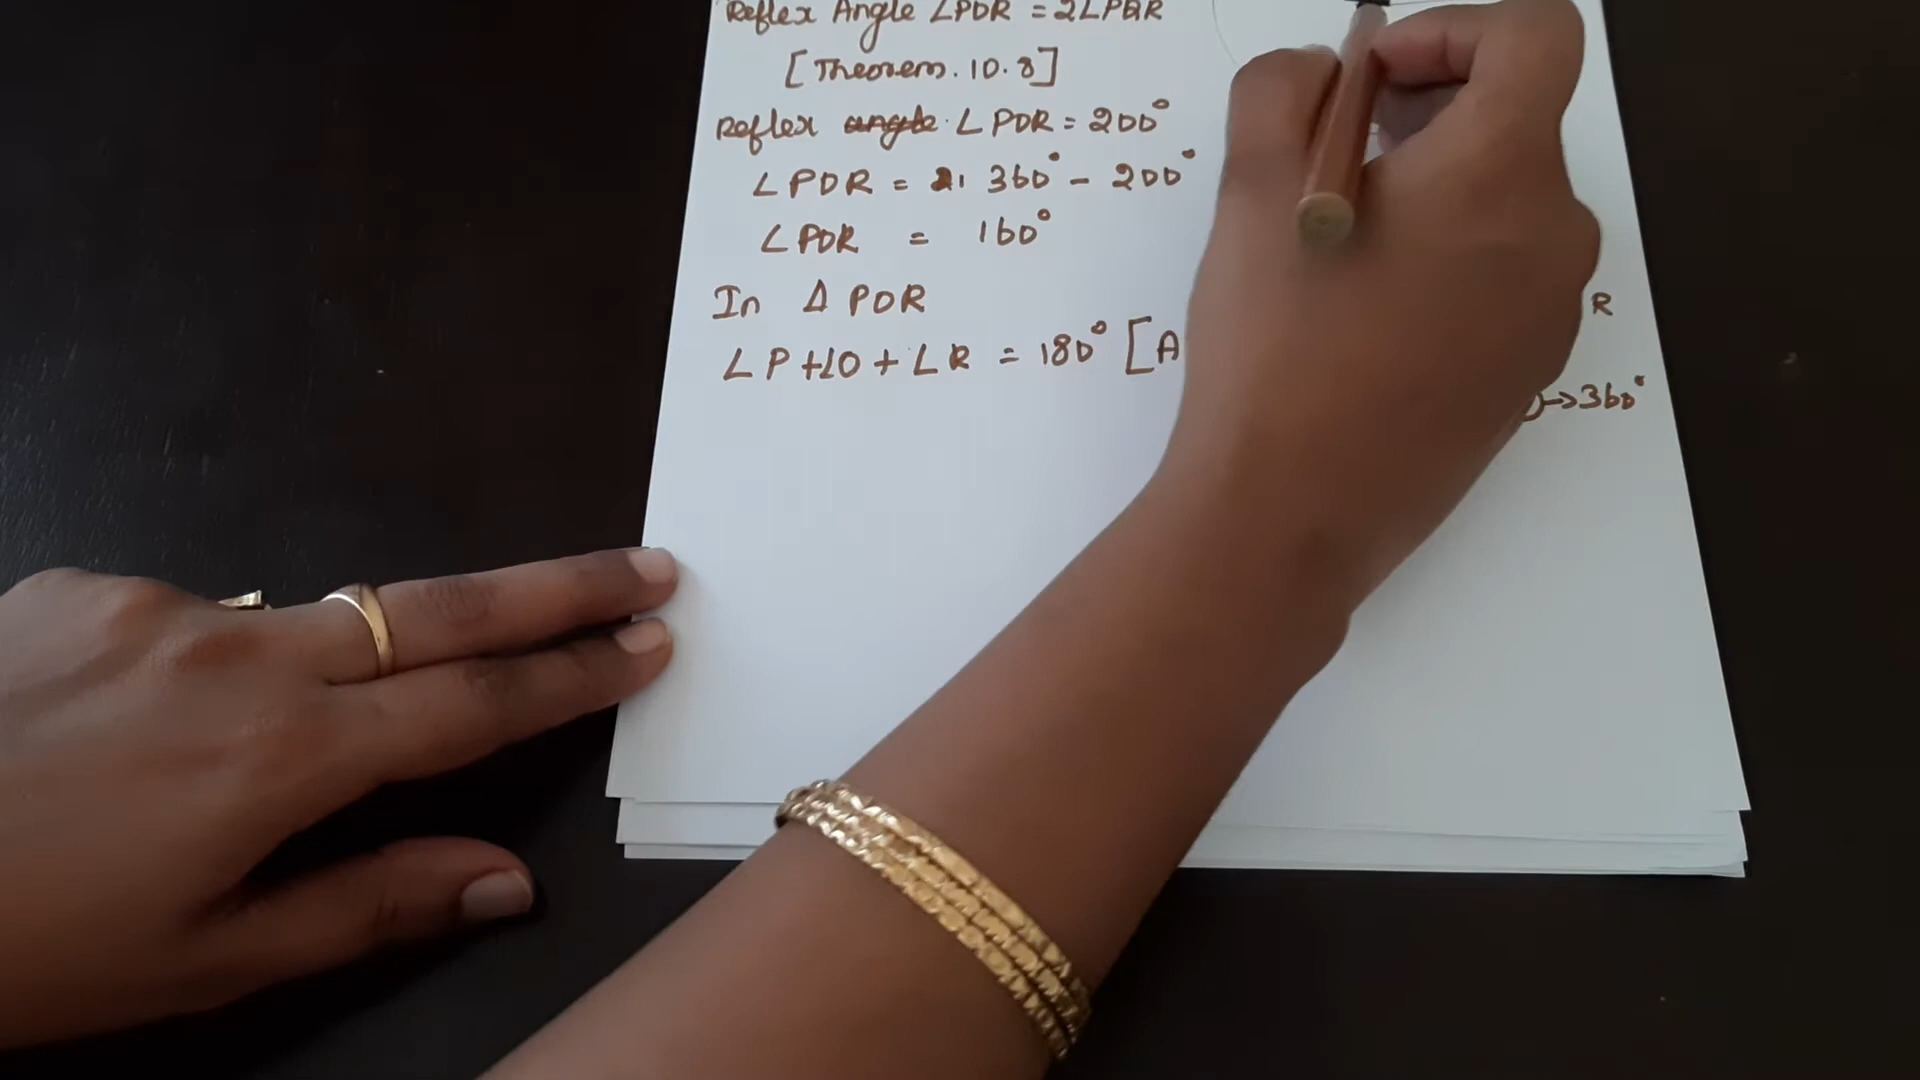 Reflex Angle ∠POR = 2∠PQR
[Theorem. 10.8]
Reflex angle ∠POR = 200°
∠POR = 360° - 200°
∠POR = 160°
In Δ POR
∠P+∠O+∠R = 180° [A
R
→360°